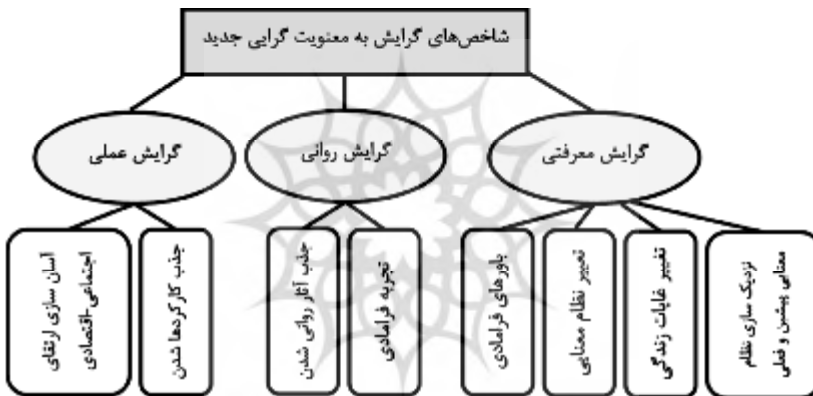 شاخص‌های گرایش به معنویت گرایی جدید
گرایش معرفتی
گرایش روانی
گرایش عملی
نزدیک سازی نظام
معنایی پیشین و فعلی
تغییر غایات زندگی
تغییر نظام معنایی
باورهای فرامادی
تجربه فرامادی
جذب آثار روانی شدن
جذب کارکردها شدن
آسان سازی ارتقای
اجتماعی-اقتصادی